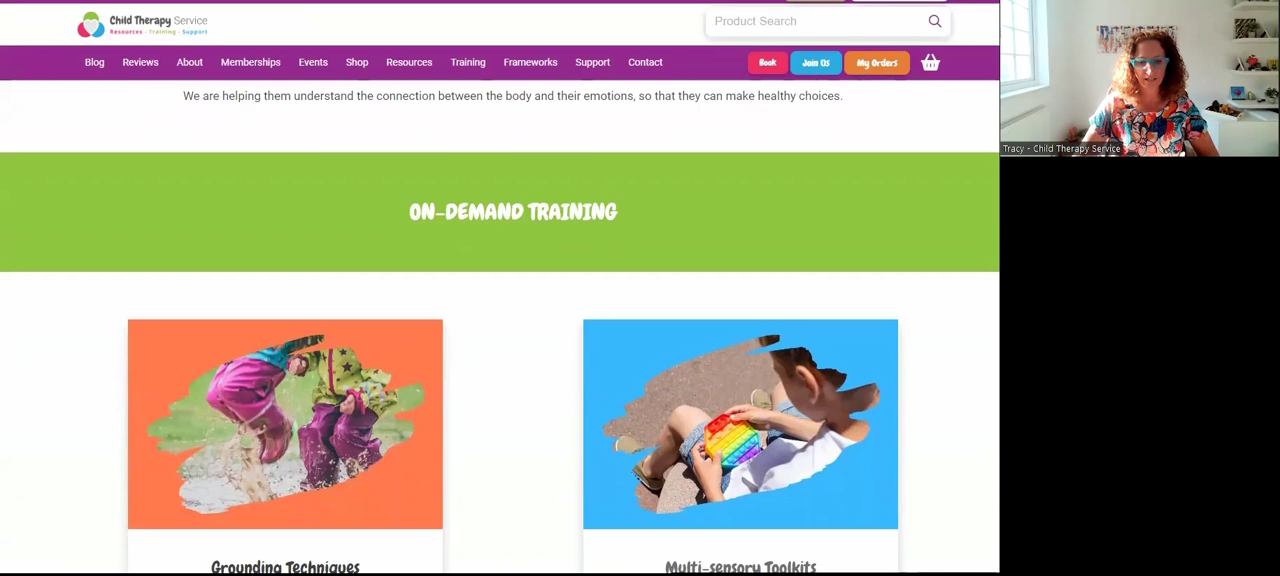 Child Therapy Service
Resources - Training - Support
Product Search
Blog Reviews About Memberships Events Shop Resources Training Frameworks Support Contact Book Join Us My Orders
We are helping them understand the connection between the body and their emotions, so that they can make healthy choices.
ON-DEMAND TRAINING
Grounding Techniques
Multi-sensory Toolkits
Tracy - Child Therapy Service